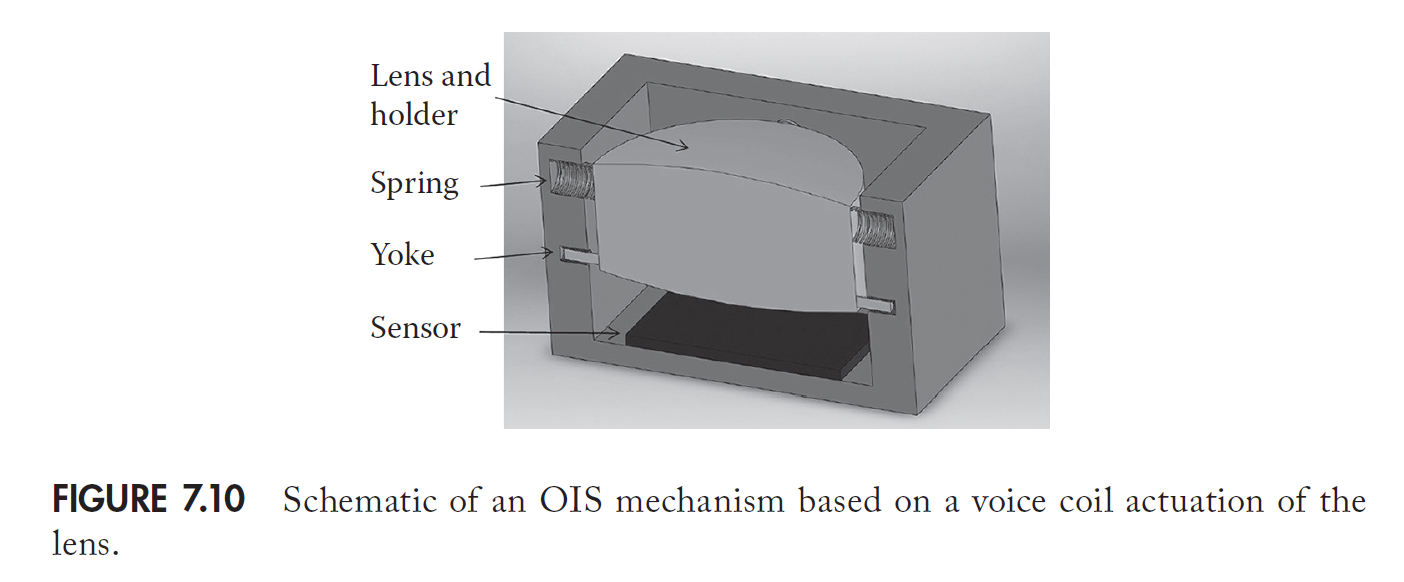 Lens and
holder
Spring
Yoke
Sensor
FIGURE 7.10 Schematic of an OIS mechanism based on a voice coil actuation of the
lens.